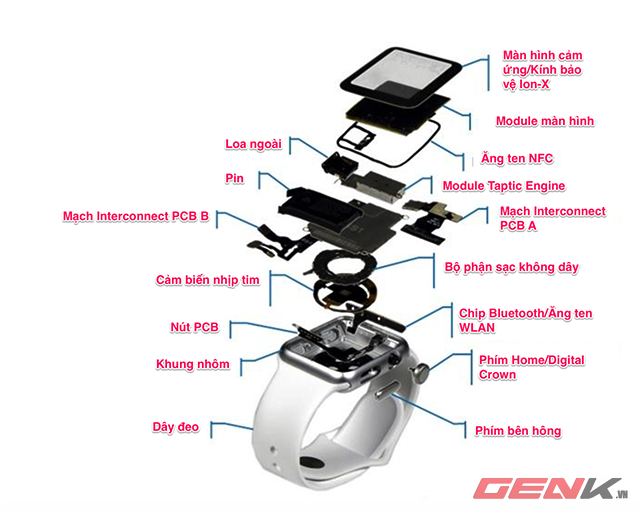 Màn hình cảm
ứng/Kính bảo
vệ Ion-X
Module màn hình
Loa ngoài
Ăng ten NFC
Pin
Module Taptic Engine
Mạch Interconnect PCB B
Mạch Interconnect
PCB A
Bộ phận sạc không dây
Cảm biến nhịp tim
Chip Bluetooth/Ăng ten
WLAN
Nút PCB
Khung nhôm
Phím Home/Digital
Crown
Dây đeo
Phím bên hông
GENK.VN